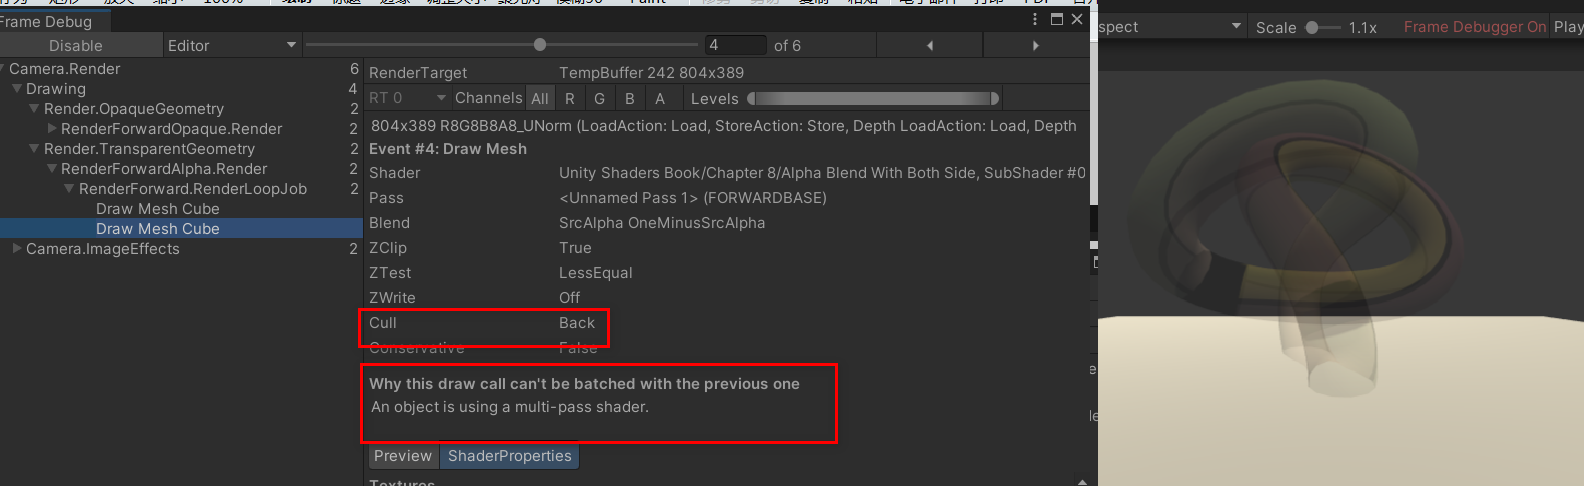 Frame Debug
Disable
Editor
4
of 6
Camera.Render 6
Drawing 4
Render.OpaqueGeometry 2
RenderForwardOpaque.Render 2
Render.TransparentGeometry 2
RenderForwardAlpha.Render 2
RenderForward.RenderLoopJob 2
Draw Mesh Cube
Draw Mesh Cube
Camera.ImageEffects 2
RenderTarget TempBuffer 242 804x389
RT 0 Channels All R G B A Levels
804x389 R8G8B8A8_UNorm (LoadAction: Load, StoreAction: Store, Depth LoadAction: Load, Depth
Event #4: Draw Mesh
Shader Unity Shaders Book/Chapter 8/Alpha Blend With Both Side, SubShader #0
Pass <Unnamed Pass 1> (FORWARDBASE)
Blend SrcAlpha OneMinusSrcAlpha
ZClip True
ZTest LessEqual
ZWrite Off
Cull Back
Conservative False
Why this draw call can't be batched with the previous one
An object is using a multi-pass shader.
Preview ShaderProperties
Textures
spect
Scale 1.1x Frame Debugger On Play